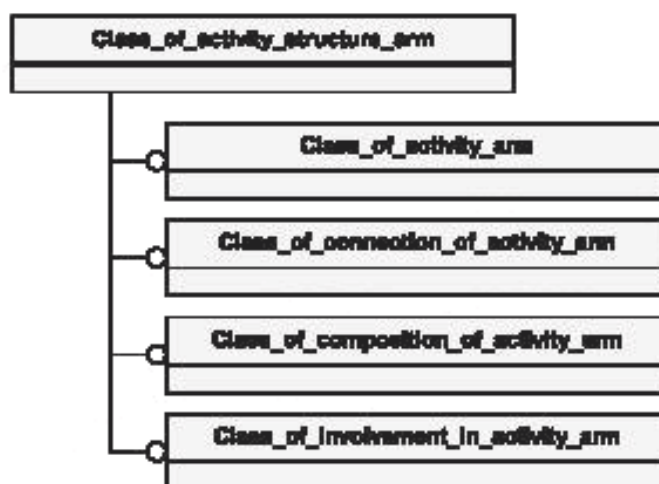 Class_of_activity_structure_arm
Class_of_activity_arm
Class_of_connection_of_activity_arm
Class_of_composition_of_activity_arm
Class_of_involvement_in_activity_arm